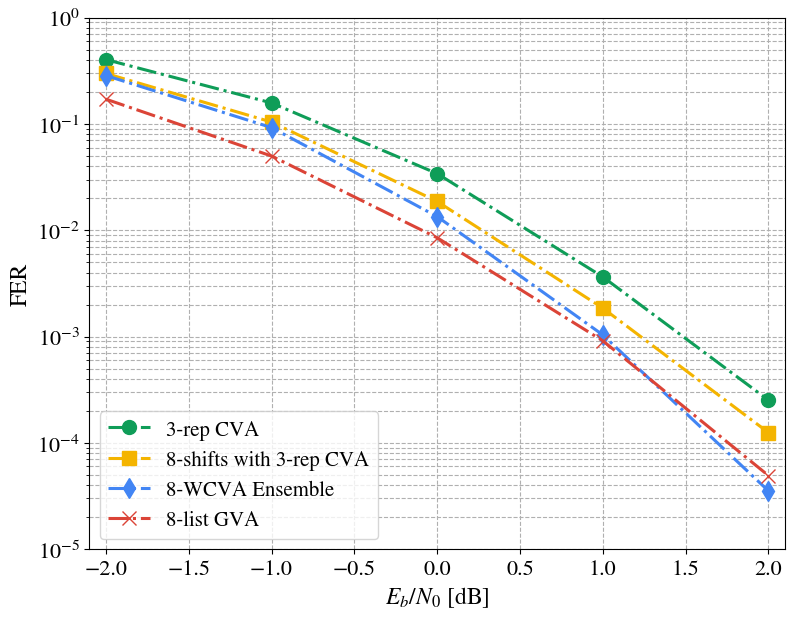 10⁰
10⁻¹
10⁻²
10⁻³
10⁻⁴
10⁻⁵
FER
3-rep CVA
8-shifts with 3-rep CVA
8-WCVA Ensemble
8-list GVA
−2.0 −1.5 −1.0 −0.5 0.0 0.5 1.0 1.5 2.0
E_b/N_0 [dB]